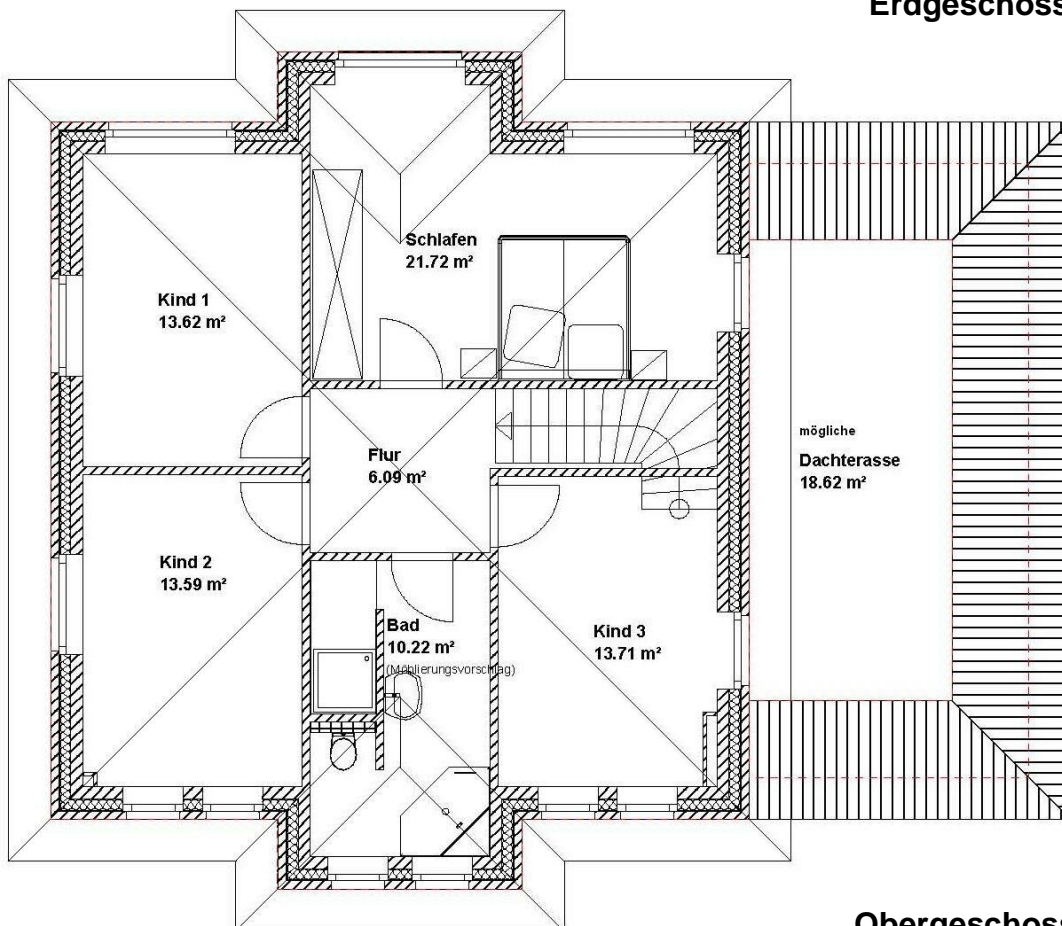 Erdgeschoss
Schlafen
21.72 m²
Kind 1
13.62 m²
mögliche
Dachterasse
18.62 m²
Flur
6.09 m²
Kind 2
13.59 m²
Bad
10.22 m²
(Möblierungsvorschlag)
Kind 3
13.71 m²
Obergeschoss